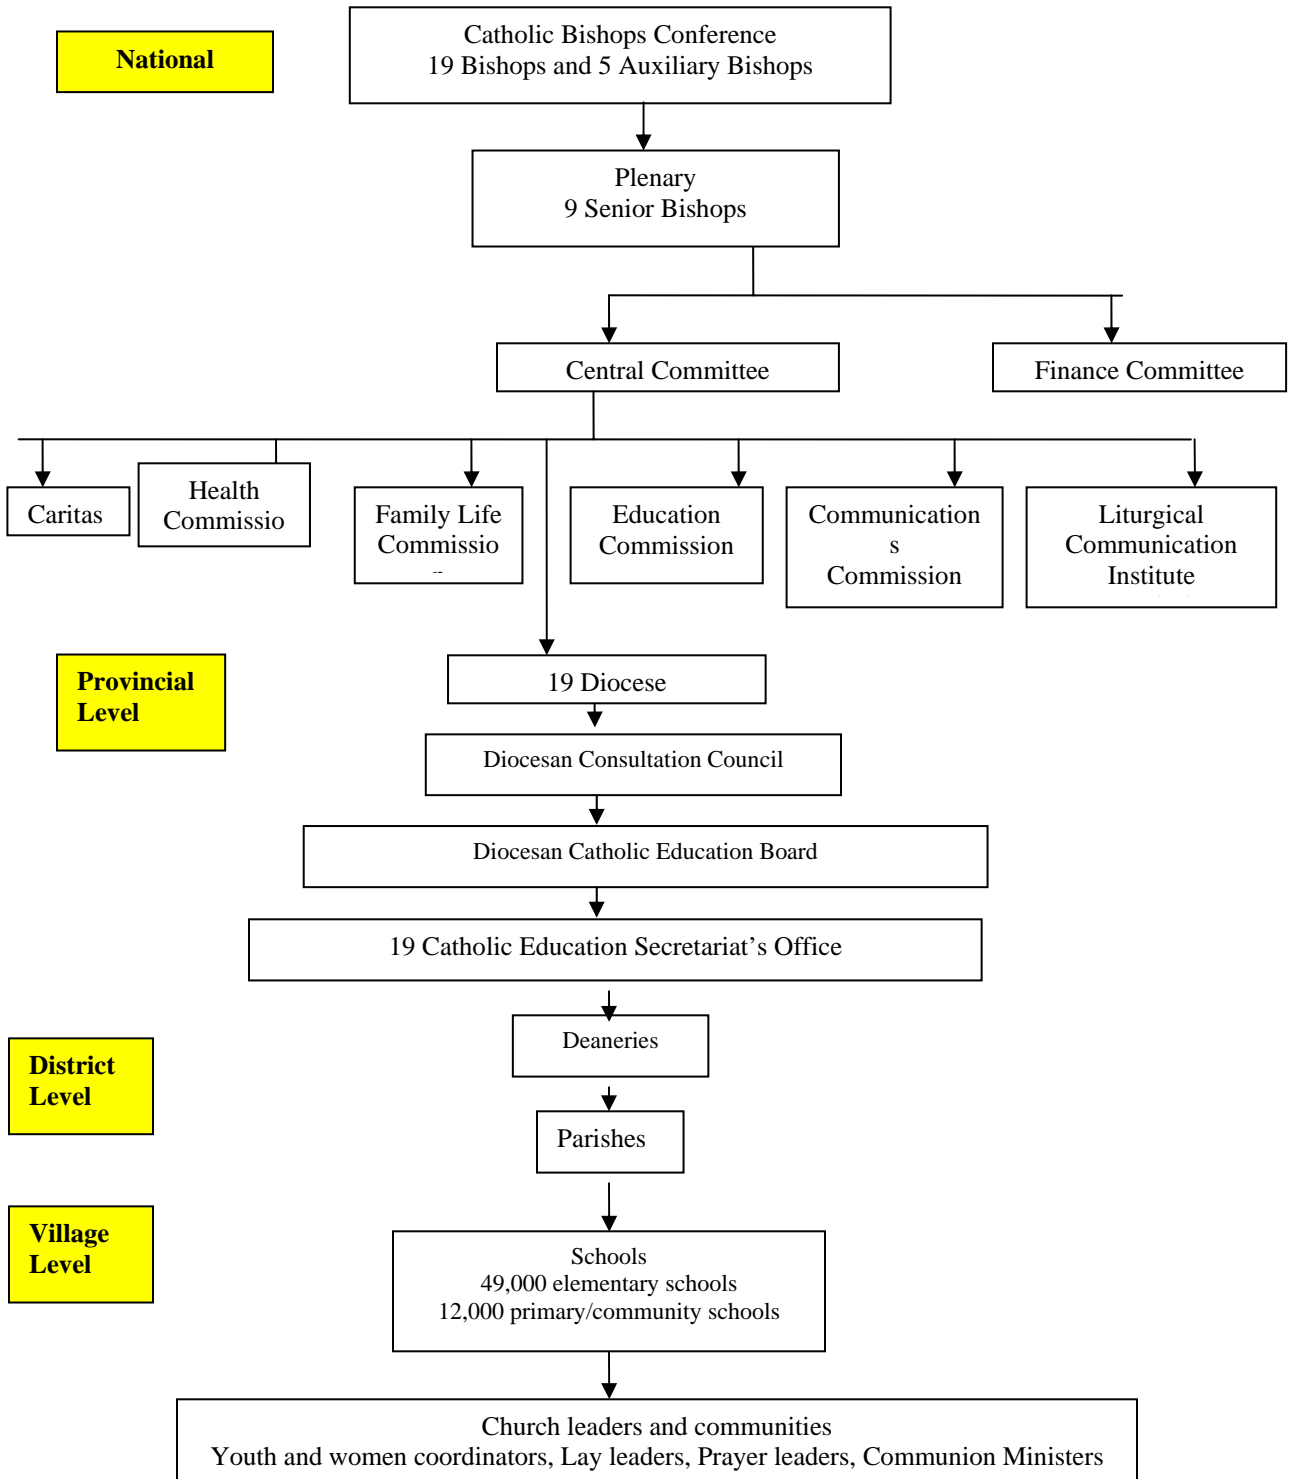 National
Catholic Bishops Conference
19 Bishops and 5 Auxiliary Bishops
Plenary
9 Senior Bishops
Central Committee
Finance Committee
Caritas
Health
Commissio
Family Life
Commissio
Education
Commission
Communication
s
Commission
Liturgical
Communication
Institute
Provincial
Level
19 Diocese
Diocesan Consultation Council
Diocesan Catholic Education Board
19 Catholic Education Secretariat’s Office
District
Level
Deaneries
Parishes
Village
Level
Schools
49,000 elementary schools
12,000 primary/community schools
Church leaders and communities
Youth and women coordinators, Lay leaders, Prayer leaders, Communion Ministers